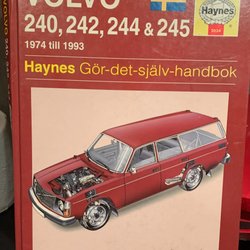 VOLVO
240, 242, 244 & 245
1974 till 1993
Haynes
Haynes Gör-det-själv-handbok